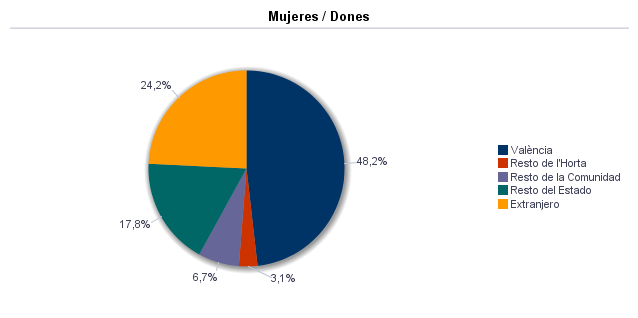 Mujeres / Dones
24,2%
48,2%
17,8%
6,7%
3,1%
València
Resto de l'Horta
Resto de la Comunidad
Resto del Estado
Extranjero